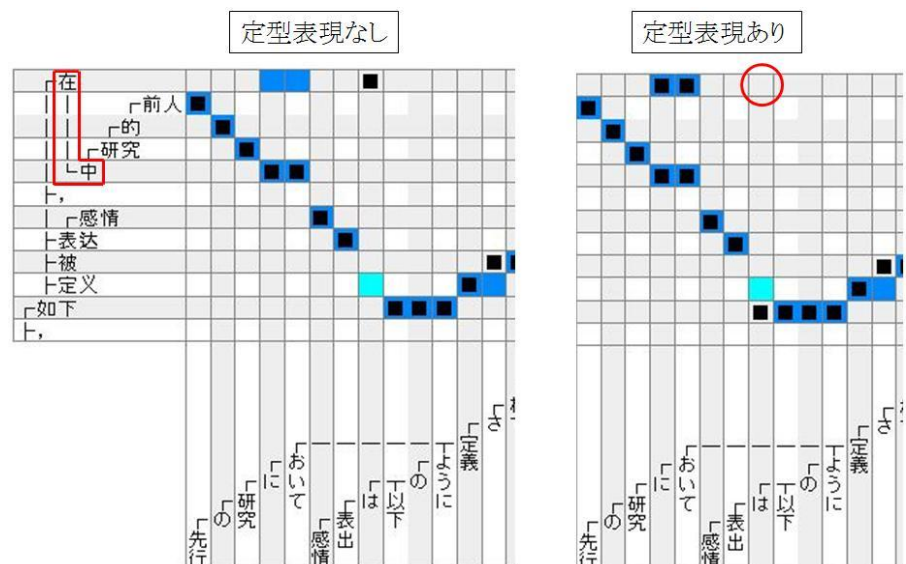 定型表現なし
定型表現あり
在
前人
的
研究
中
,
感情
表达
被
定义
如下
,
先行
の
研究
に
おいて
感情
表出
は
以下
の
ように
定義
さ
先行
の
研究
に
おいて
感情
表出
は
以下
の
ように
定義
さ